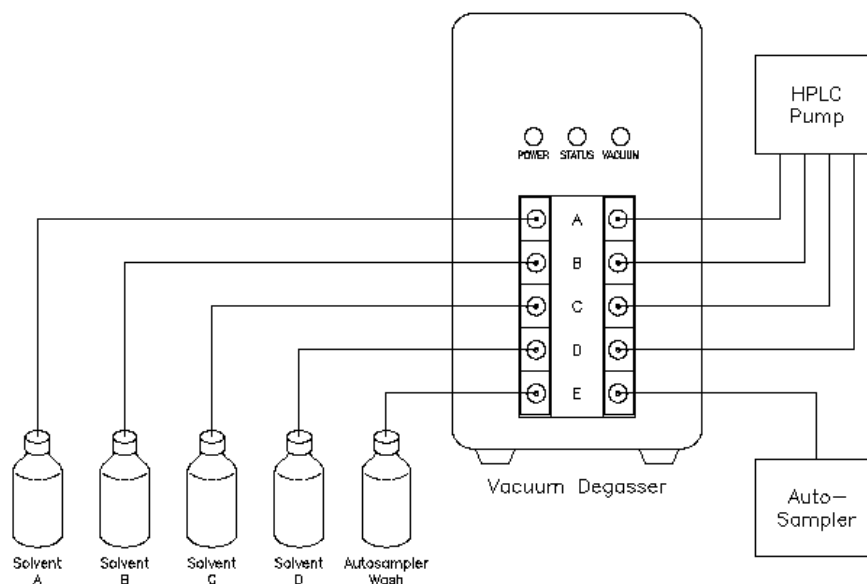 HPLC
Pump
POWER STATUS VACUUM
A
B
C
D
E
Vacuum Degasser
Auto-
Sampler
Solvent
A
Solvent
B
Solvent
C
Solvent
D
Autosampler
Wash